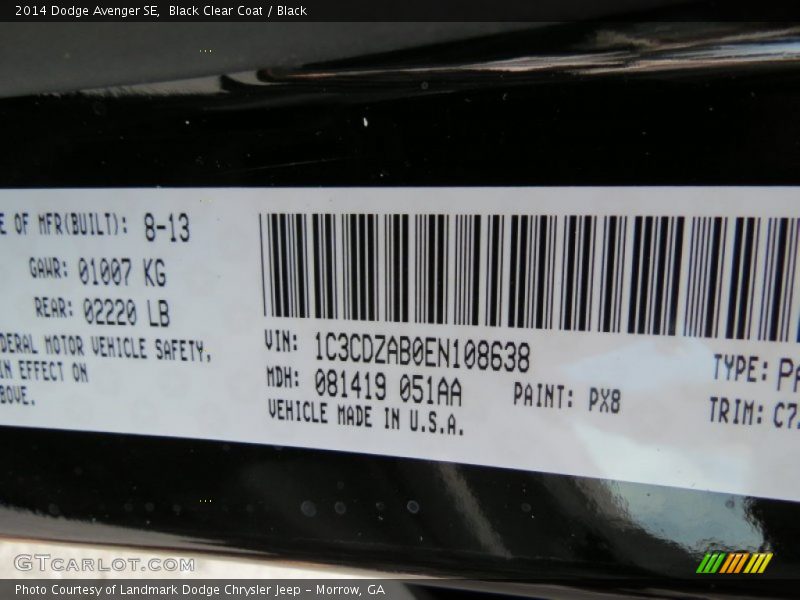 2014 Dodge Avenger SE, Black Clear Coat / Black
E OF MFR(BUILT): 8-13
GAWR: 01007 KG
REAR: 02220 LB
DERAL MOTOR VEHICLE SAFETY,
IN EFFECT ON
BOVE.
VIN: 1C3CDZAB0EN108638
MDH: 081419 051AA
PAINT: PX8
VEHICLE MADE IN U.S.A.
TYPE: PA
TRIM: C7
GTCARLOT.COM
Photo Courtesy of Landmark Dodge Chrysler Jeep - Morrow, GA